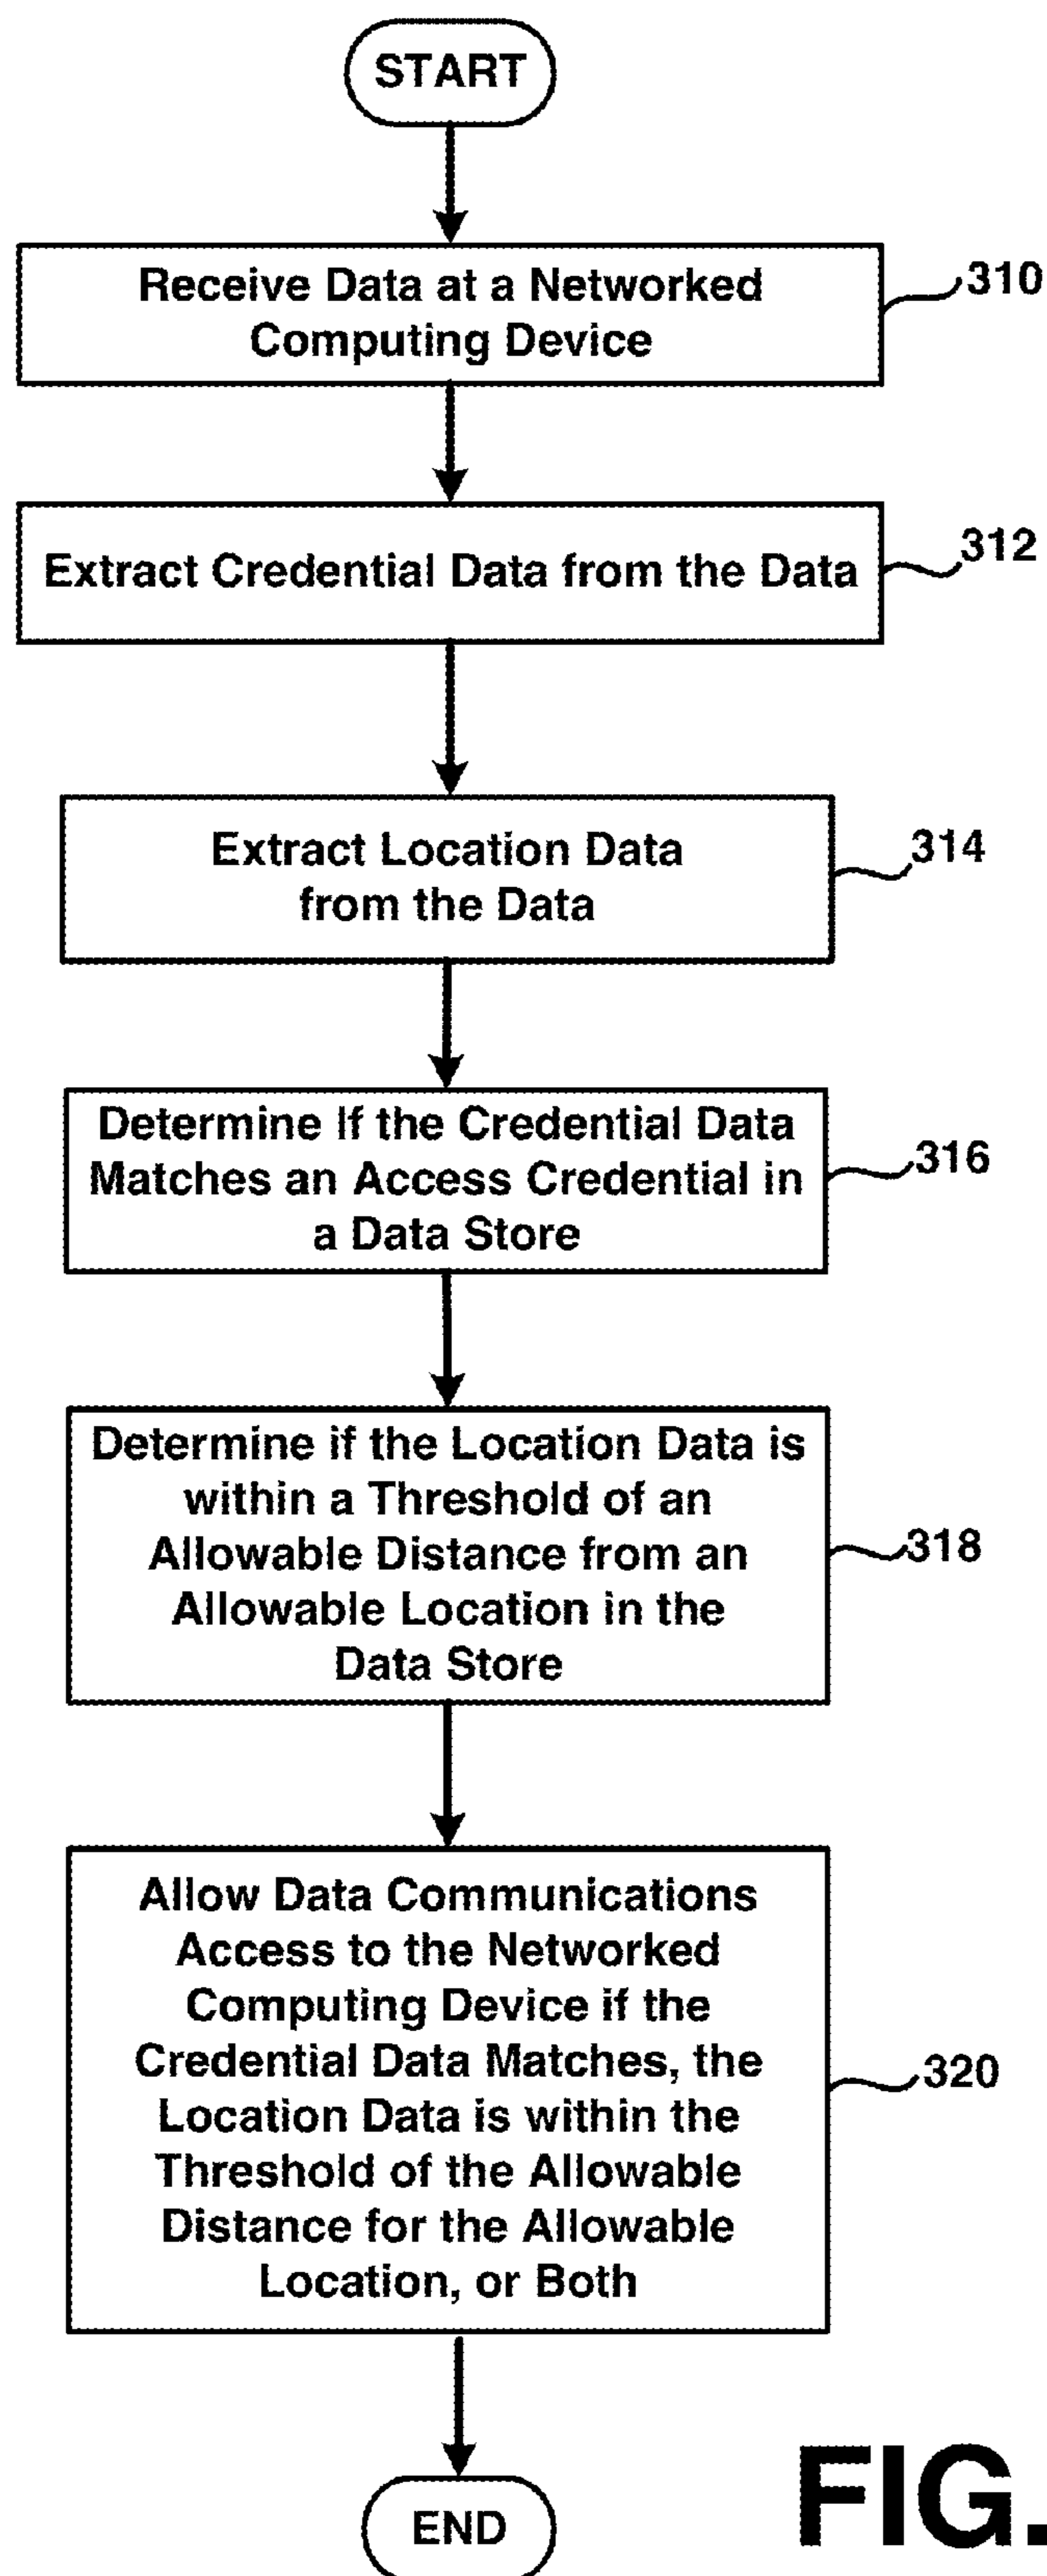 START
Receive Data at a Networked
Computing Device
310
Extract Credential Data from the Data
312
Extract Location Data
from the Data
314
Determine If the Credential Data
Matches an Access Credential in
a Data Store
316
Determine if the Location Data is
within a Threshold of an
Allowable Distance from an
Allowable Location in the
Data Store
318
Allow Data Communications
Access to the Networked
Computing Device if the
Credential Data Matches, the
Location Data is within the
Threshold of the Allowable
Distance for the Allowable
Location, or Both
320
END
FIG.